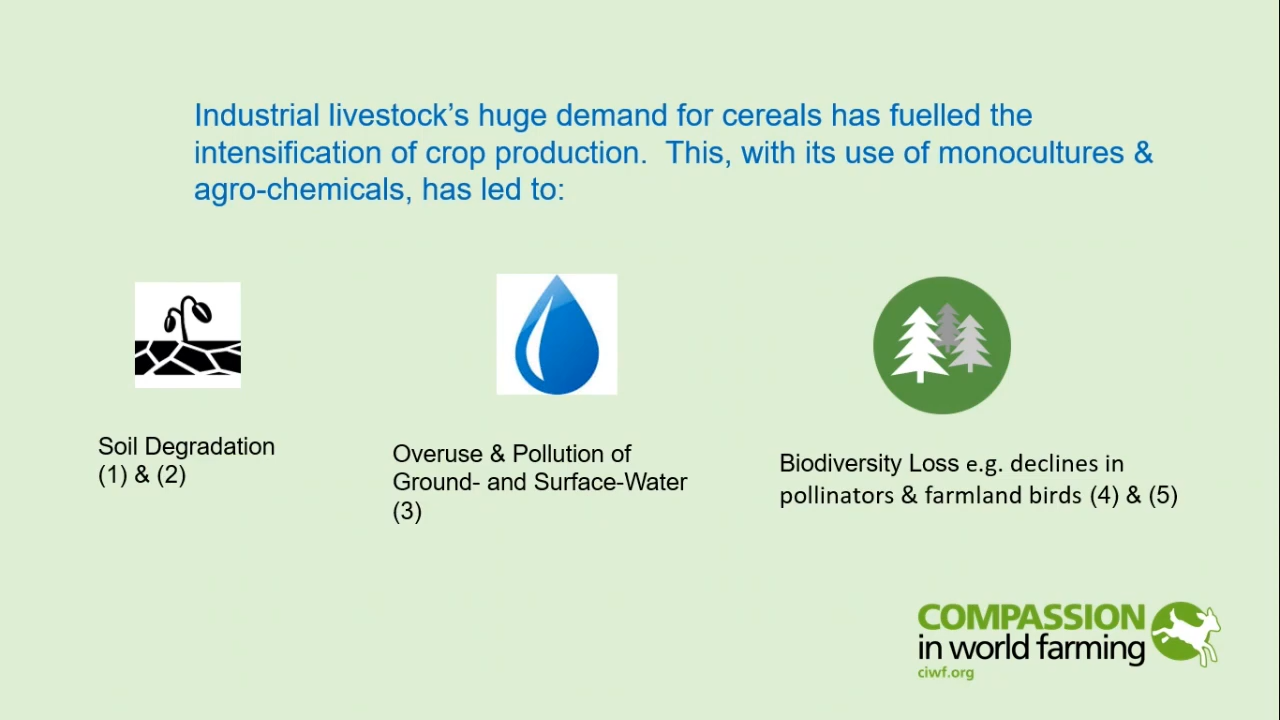 Industrial livestock’s huge demand for cereals has fuelled the
intensification of crop production.  This, with its use of monocultures &
agro-chemicals, has led to:
Soil Degradation
(1) & (2)
Overuse & Pollution of
Ground- and Surface-Water
(3)
Biodiversity Loss e.g. declines in
pollinators & farmland birds (4) & (5)
COMPASSION
in world farming
ciwf.org